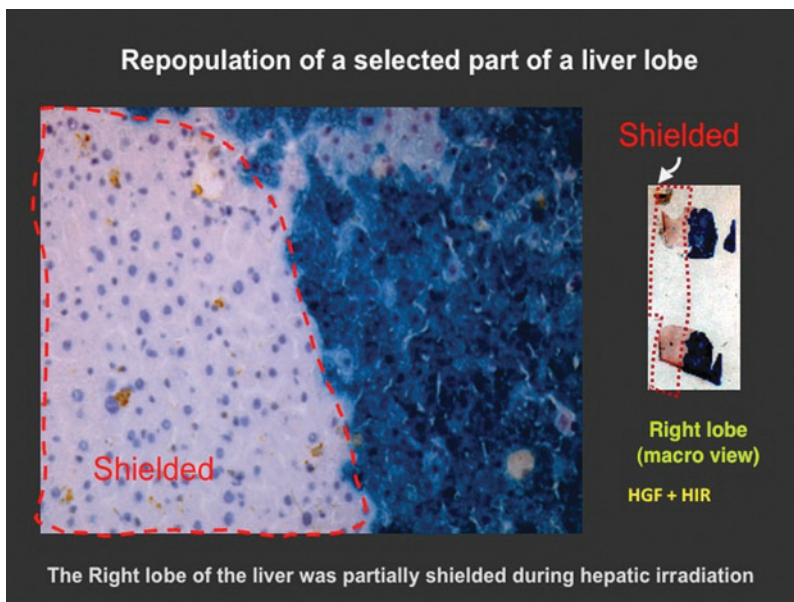 Repopulation of a selected part of a liver lobe
Shielded
Shielded
Right lobe
(macro view)
HGF + HIR
The Right lobe of the liver was partially shielded during hepatic irradiation